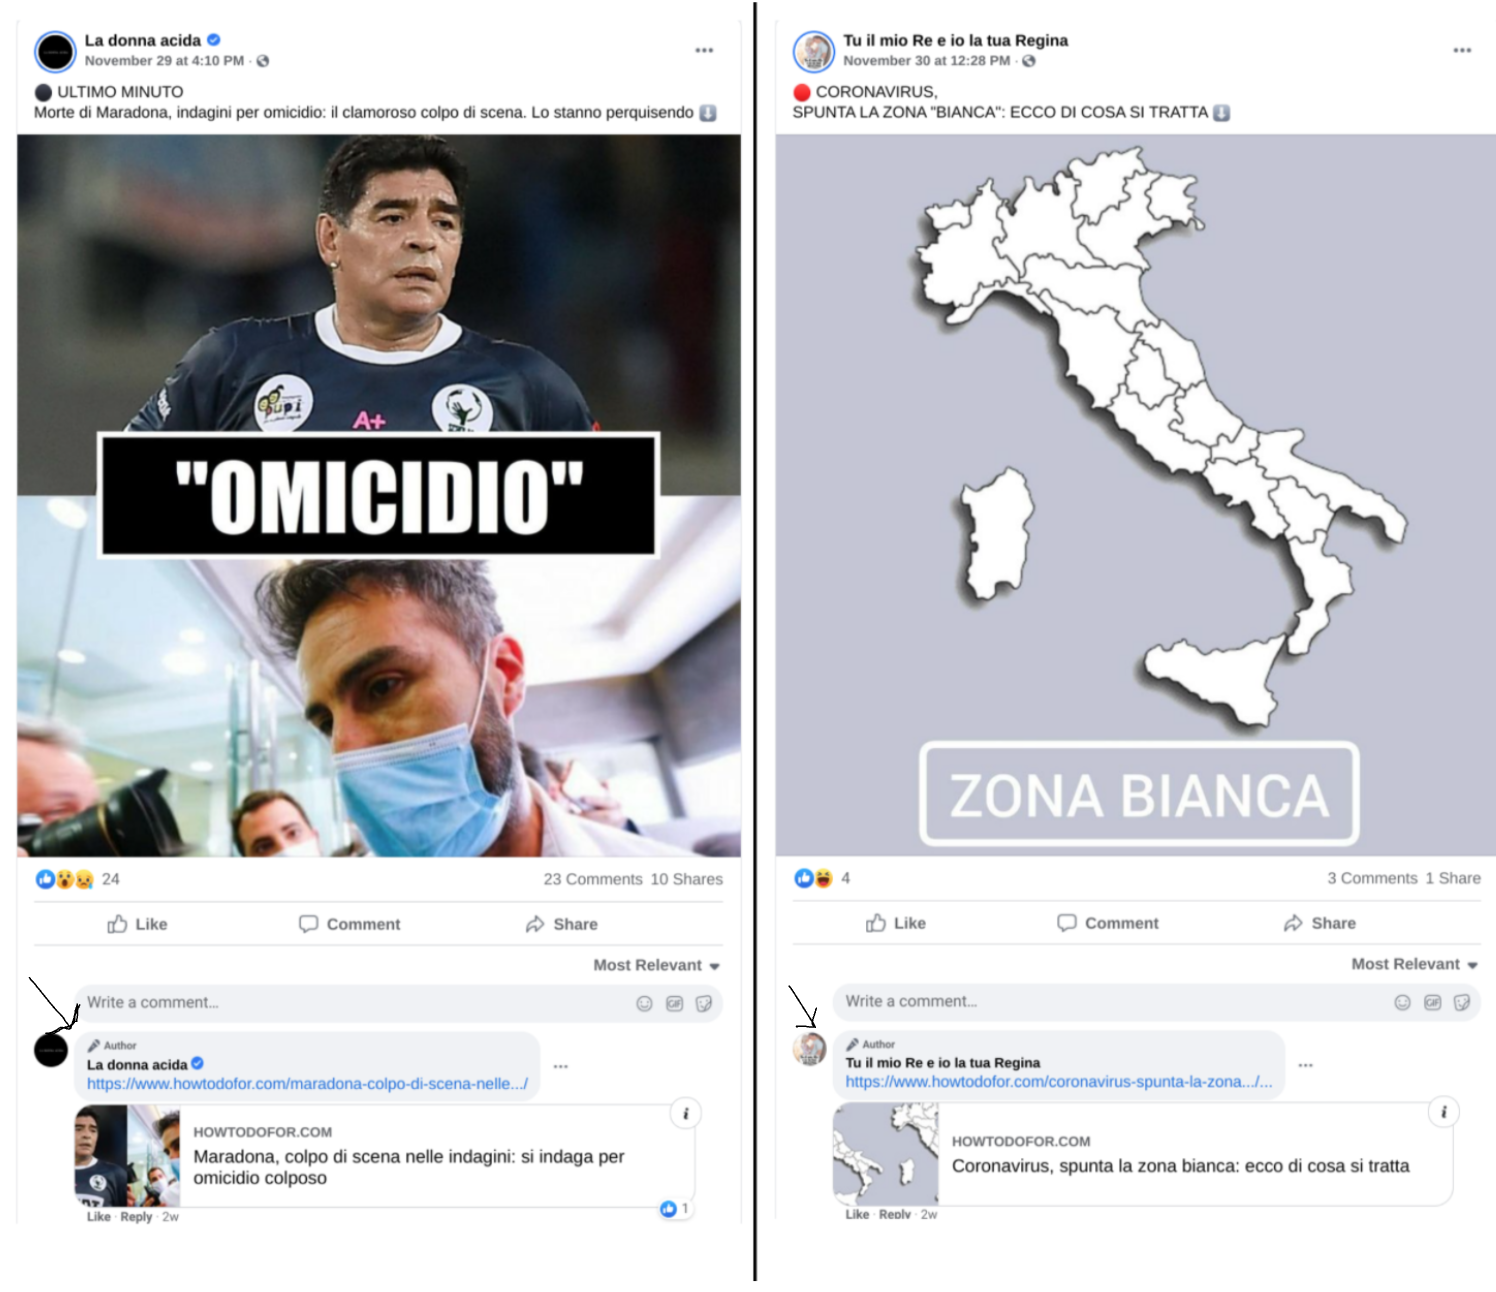 La donna acida
November 29 at 4:10 PM ·
ULTIMO MINUTO
Morte di Maradona, indagini per omicidio: il clamoroso colpo di scena. Lo stanno perquisendo
pupi
A+
"OMICIDIO"
24
23 Comments 10 Shares
Like
Comment
Share
Most Relevant
Write a comment...
GIF
Author
La donna acida
https://www.howtodofor.com/maradona-colpo-di-scena-nelle.../
HOWTODOFOR.COM
Maradona, colpo di scena nelle indagini: si indaga per
omicidio colposo
1
Like · Reply · 2w
Tu il mio Re e io la tua Regina
November 30 at 12:28 PM ·
CORONAVIRUS,
SPUNTA LA ZONA "BIANCA": ECCO DI COSA SI TRATTA
ZONA BIANCA
4
3 Comments 1 Share
Like
Comment
Share
Most Relevant
Write a comment...
GIF
Author
Tu il mio Re e io la tua Regina
https://www.howtodofor.com/coronavirus-spunta-la-zona.../...
HOWTODOFOR.COM
Coronavirus, spunta la zona bianca: ecco di cosa si tratta
Like · Reply · 2w